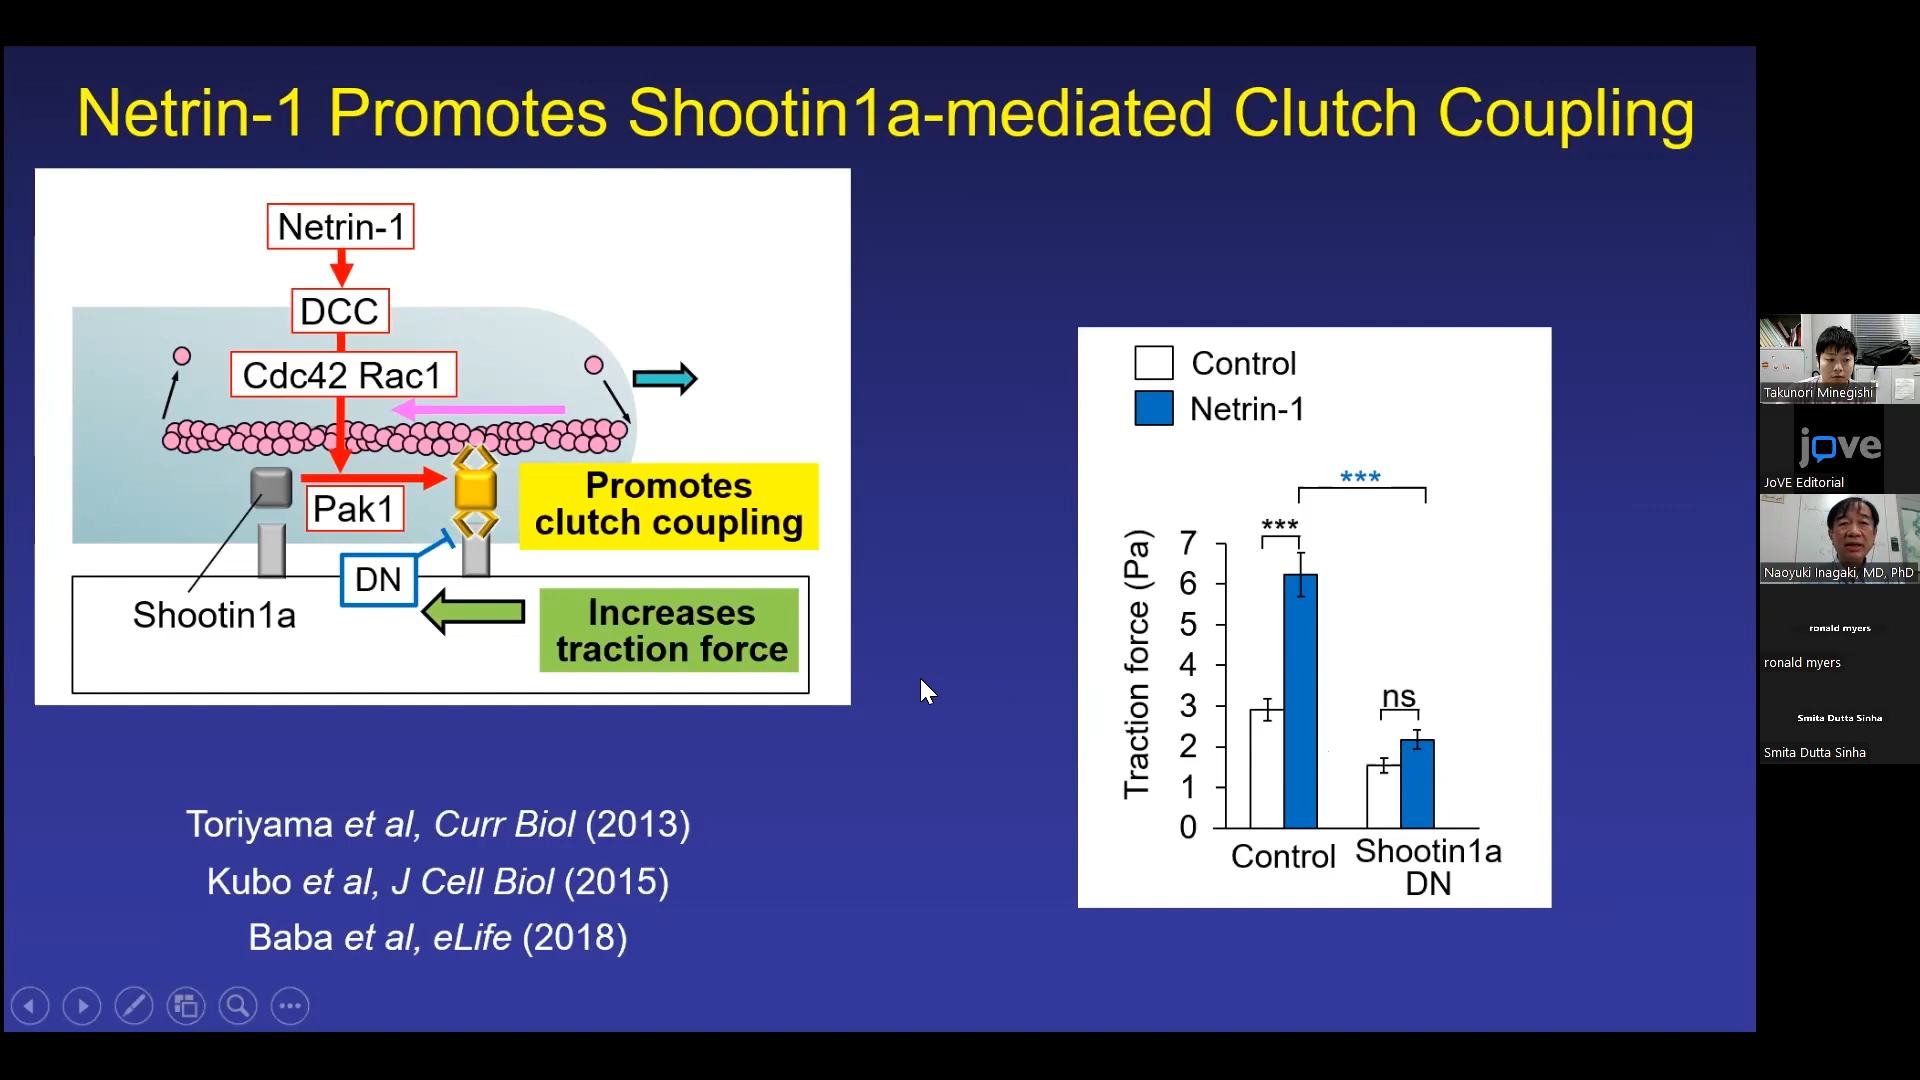 Netrin-1 Promotes Shootin1a-mediated Clutch Coupling
Netrin-1
DCC
Cdc42 Rac1
Pak1
Promotes
clutch coupling
DN
Shootin1a
Increases
traction force
Toriyama et al, Curr Biol (2013)
Kubo et al, J Cell Biol (2015)
Baba et al, eLife (2018)
Control
Netrin-1
***
***
ns
Traction force (Pa)
7
6
5
4
3
2
1
0
Control
Shootin1a
DN
Takunori Minegishi
jove
JoVE Editorial
Naoyuki Inagaki, MD, PhD
ronald myers
ronald myers
Smita Dutta Sinha
Smita Dutta Sinha